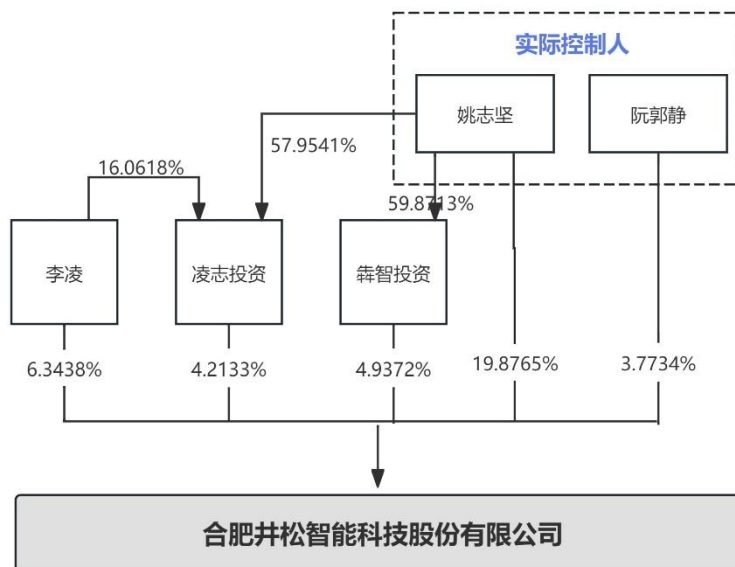 实际控制人
姚志坚
阮郭静
57.9541%
16.0618%
59.8713%
李凌
凌志投资
犇智投资
6.3438%
4.2133%
4.9372%
19.8765%
3.7734%
合肥井松智能科技股份有限公司